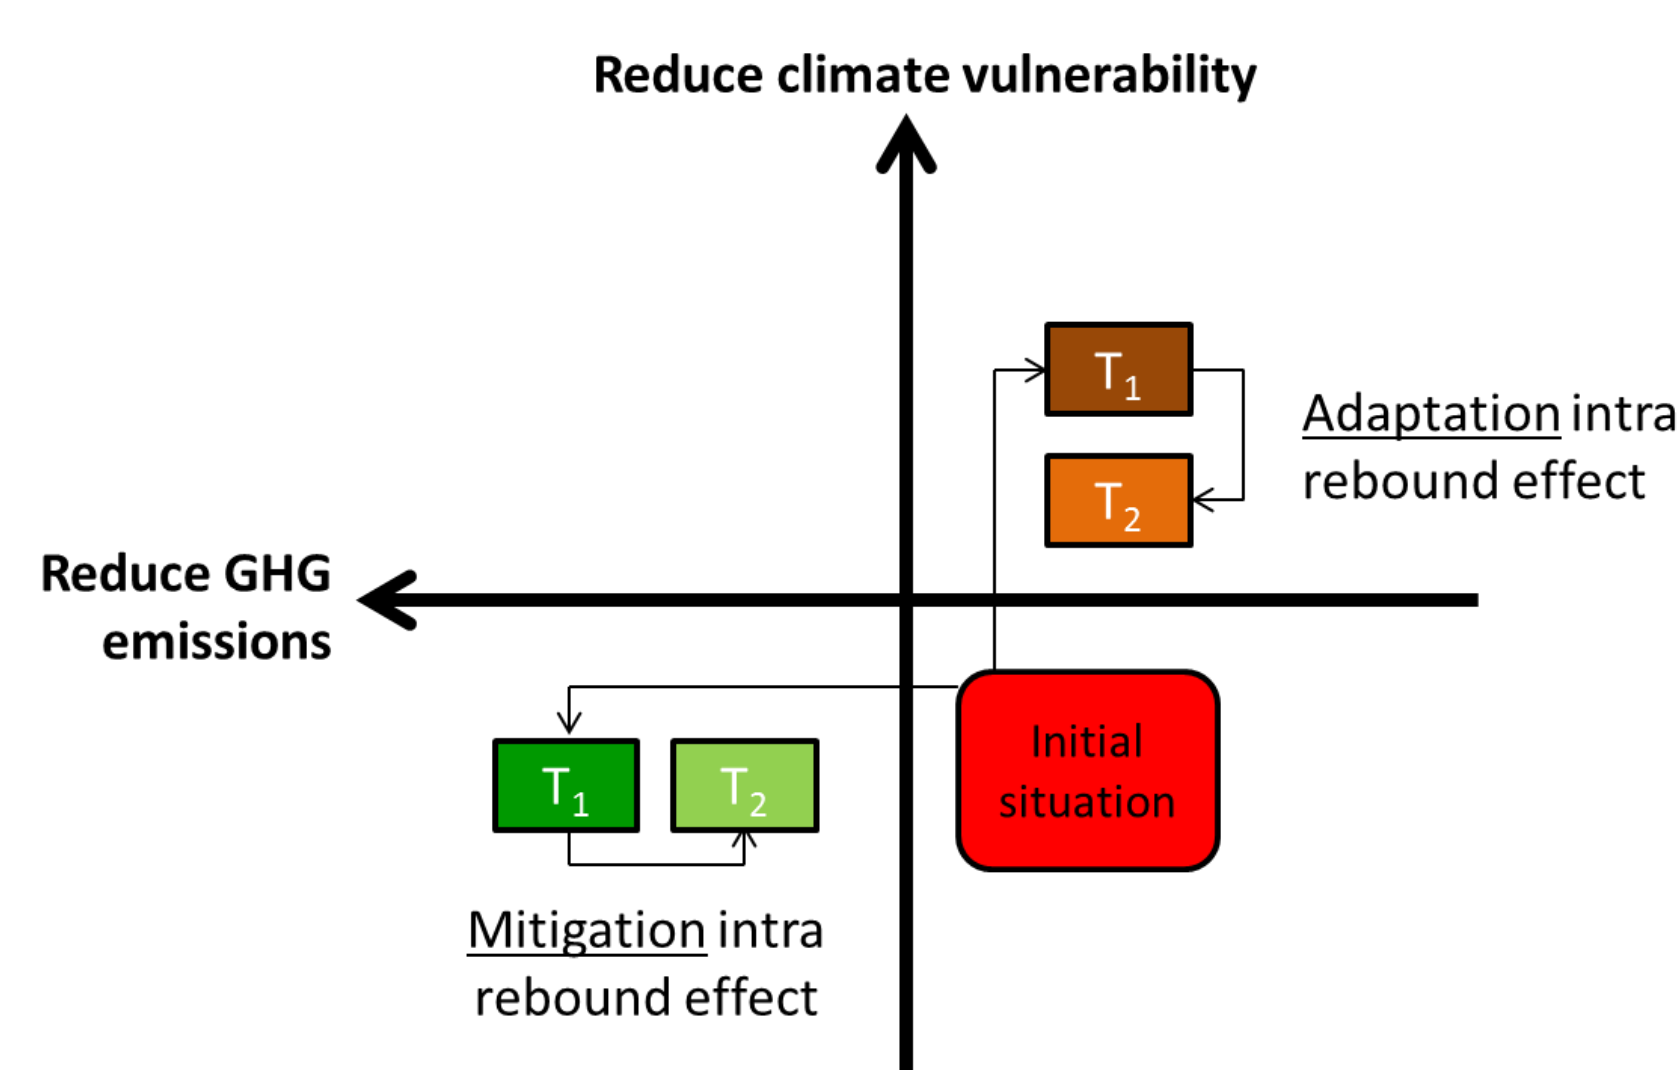 Reduce climate vulnerability
T1
Adaptation intra
rebound effect
T2
Reduce GHG
emissions
Initial
situation
T1
T2
Mitigation intra
rebound effect